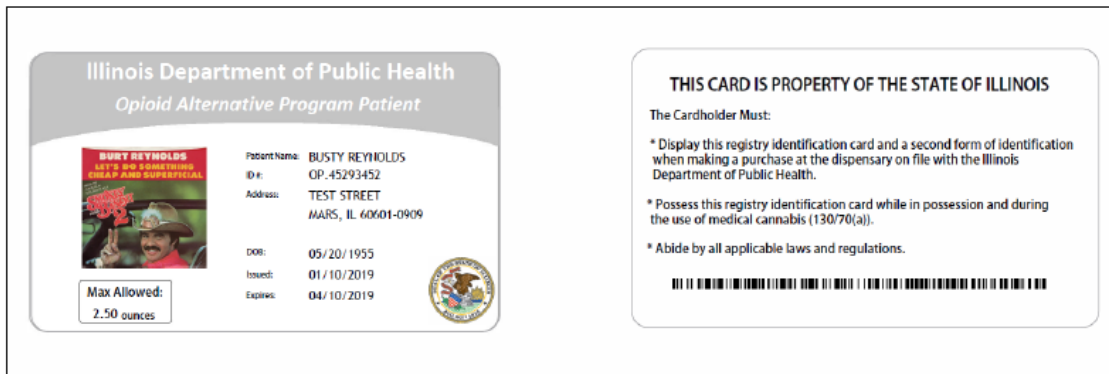 Illinois Department of Public Health
Opioid Alternative Program Patient
BURT REYNOLDS
LET'S DO SOMETHING
CHEAP AND SUPERFICIAL
Patient Name: BUSTY REYNOLDS
ID #: OP.45293452
Address: TEST STREET
MARS, IL 60601-0909
DOB: 05/20/1955
Issued: 01/10/2019
Expires: 04/10/2019
Max Allowed:
2.50 ounces
THIS CARD IS PROPERTY OF THE STATE OF ILLINOIS
The Cardholder Must:
* Display this registry identification card and a second form of identification
when making a purchase at the dispensary on file with the Illinois
Department of Public Health.
* Possess this registry identification card while in possession and during
the use of medical cannabis (130/70(a)).
* Abide by all applicable laws and regulations.